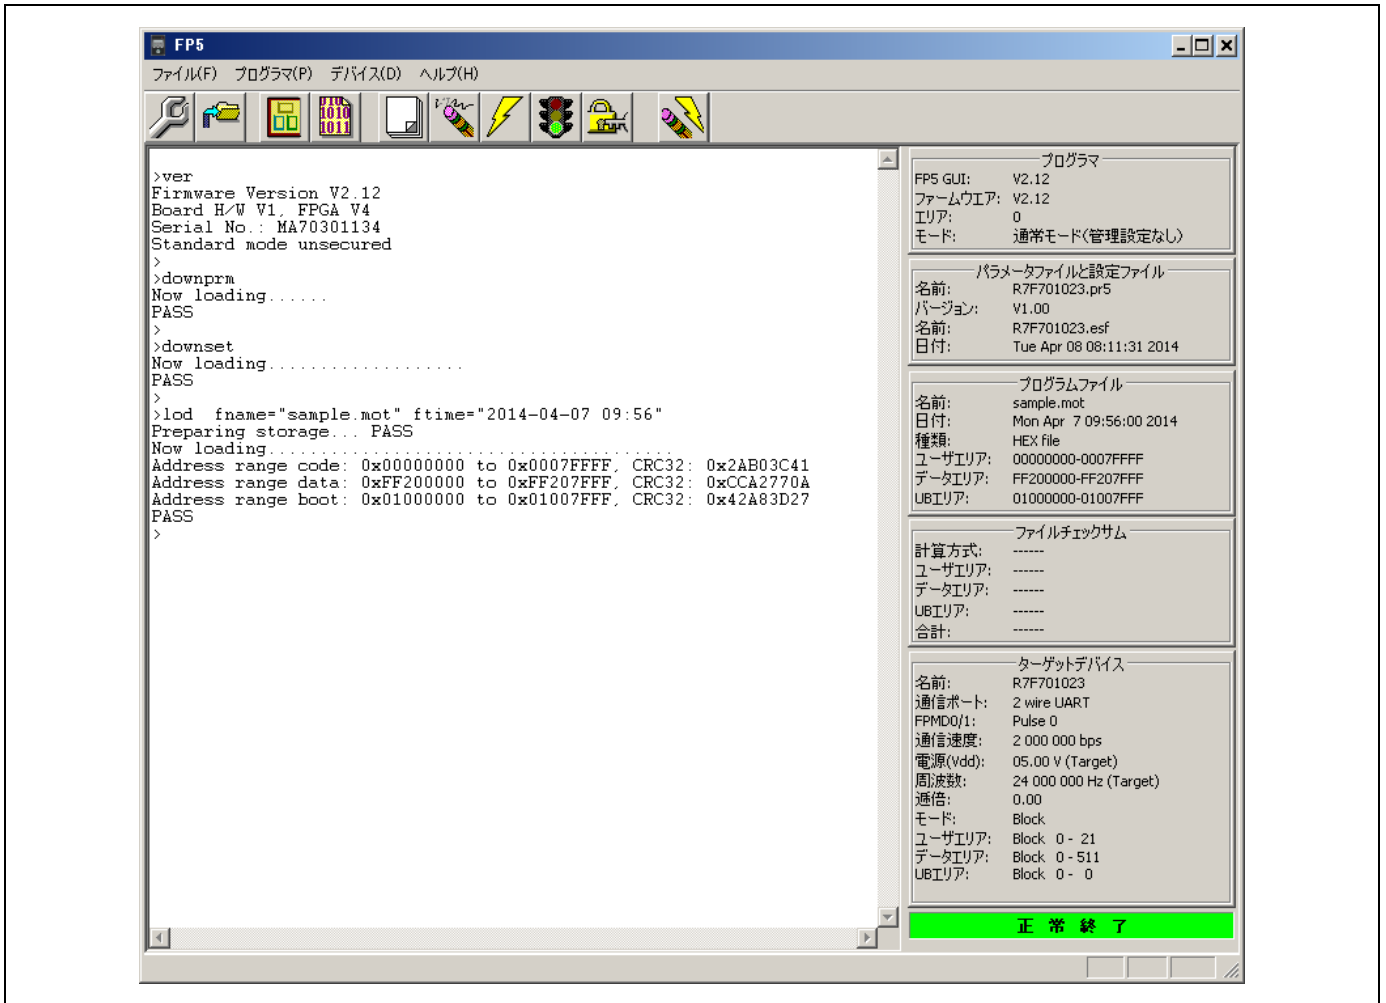 FP5
ファイル(F) プログラマ(P) デバイス(D) ヘルプ(H)
010
1010
1011
>ver
Firmware Version V2.12
Board H/W V1, FPGA V4
Serial No.: MA70301134
Standard mode unsecured
>
>downprm
Now loading......
PASS
>
>downset
Now loading...................
PASS
>
>lod fname="sample.mot" ftime="2014-04-07 09:56"
Preparing storage... PASS
Now loading.....................................
Address range code: 0x00000000 to 0x0007FFFF, CRC32: 0x2AB03C41
Address range data: 0xFF200000 to 0xFF207FFF, CRC32: 0xCCA2770A
Address range boot: 0x01000000 to 0x01007FFF, CRC32: 0x42A83D27
PASS
>
プログラマ
FP5 GUI: V2.12
ファームウエア: V2.12
エリア: 0
モード: 通常モード(管理設定なし)
パラメータファイルと設定ファイル
名前: R7F701023.pr5
バージョン: V1.00
名前: R7F701023.esf
日付: Tue Apr 08 08:11:31 2014
プログラムファイル
名前: sample.mot
日付: Mon Apr 7 09:56:00 2014
種類: HEX file
ユーザエリア: 00000000-0007FFFF
データエリア: FF200000-FF207FFF
UBエリア: 01000000-01007FFF
ファイルチェックサム
計算方式: ------
ユーザエリア: ------
データエリア: ------
UBエリア: ------
合計: ------
ターゲットデバイス
名前: R7F701023
通信ポート: 2 wire UART
FPMD0/1: Pulse 0
通信速度: 2 000 000 bps
電源(Vdd): 05.00 V (Target)
周波数: 24 000 000 Hz (Target)
逓倍: 0.00
モード: Block
ユーザエリア: Block 0 - 21
データエリア: Block 0 - 511
UBエリア: Block 0 - 0
正 常 終 了